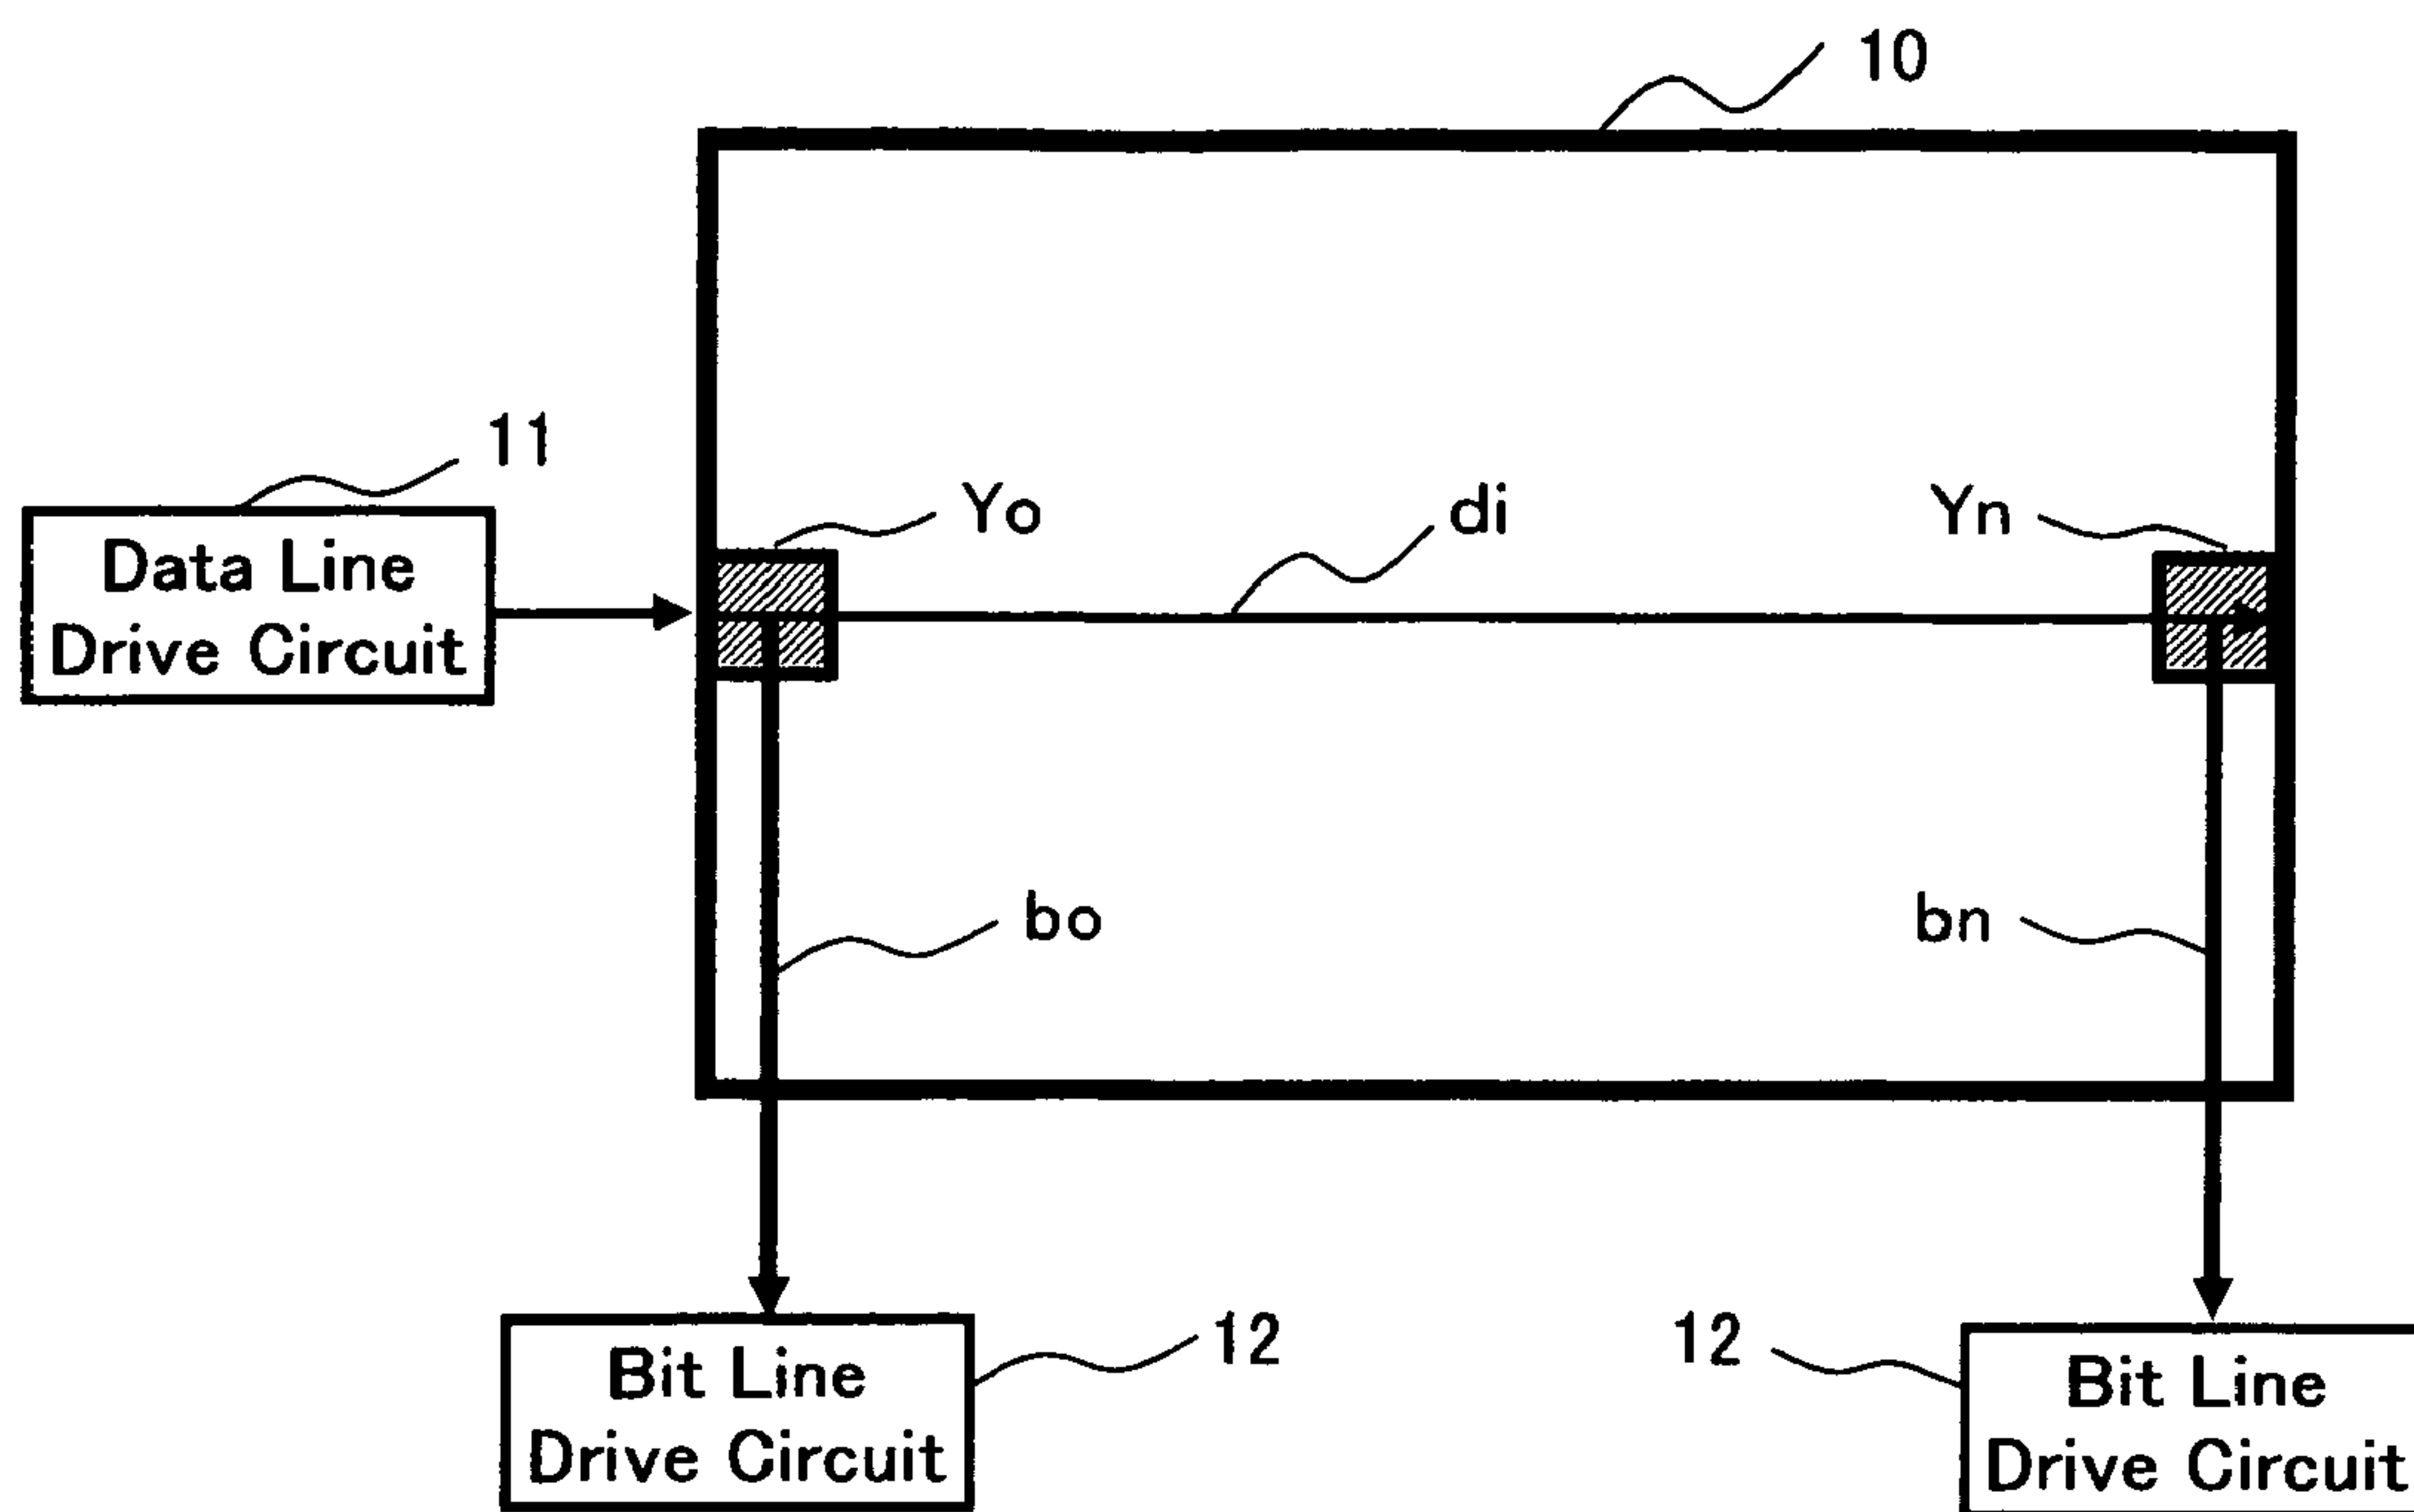 10
11
Data Line
Drive Circuit
Yo
di
Yn
bo
bn
Bit Line
Drive Circuit
12
12
Bit Line
Drive Circuit